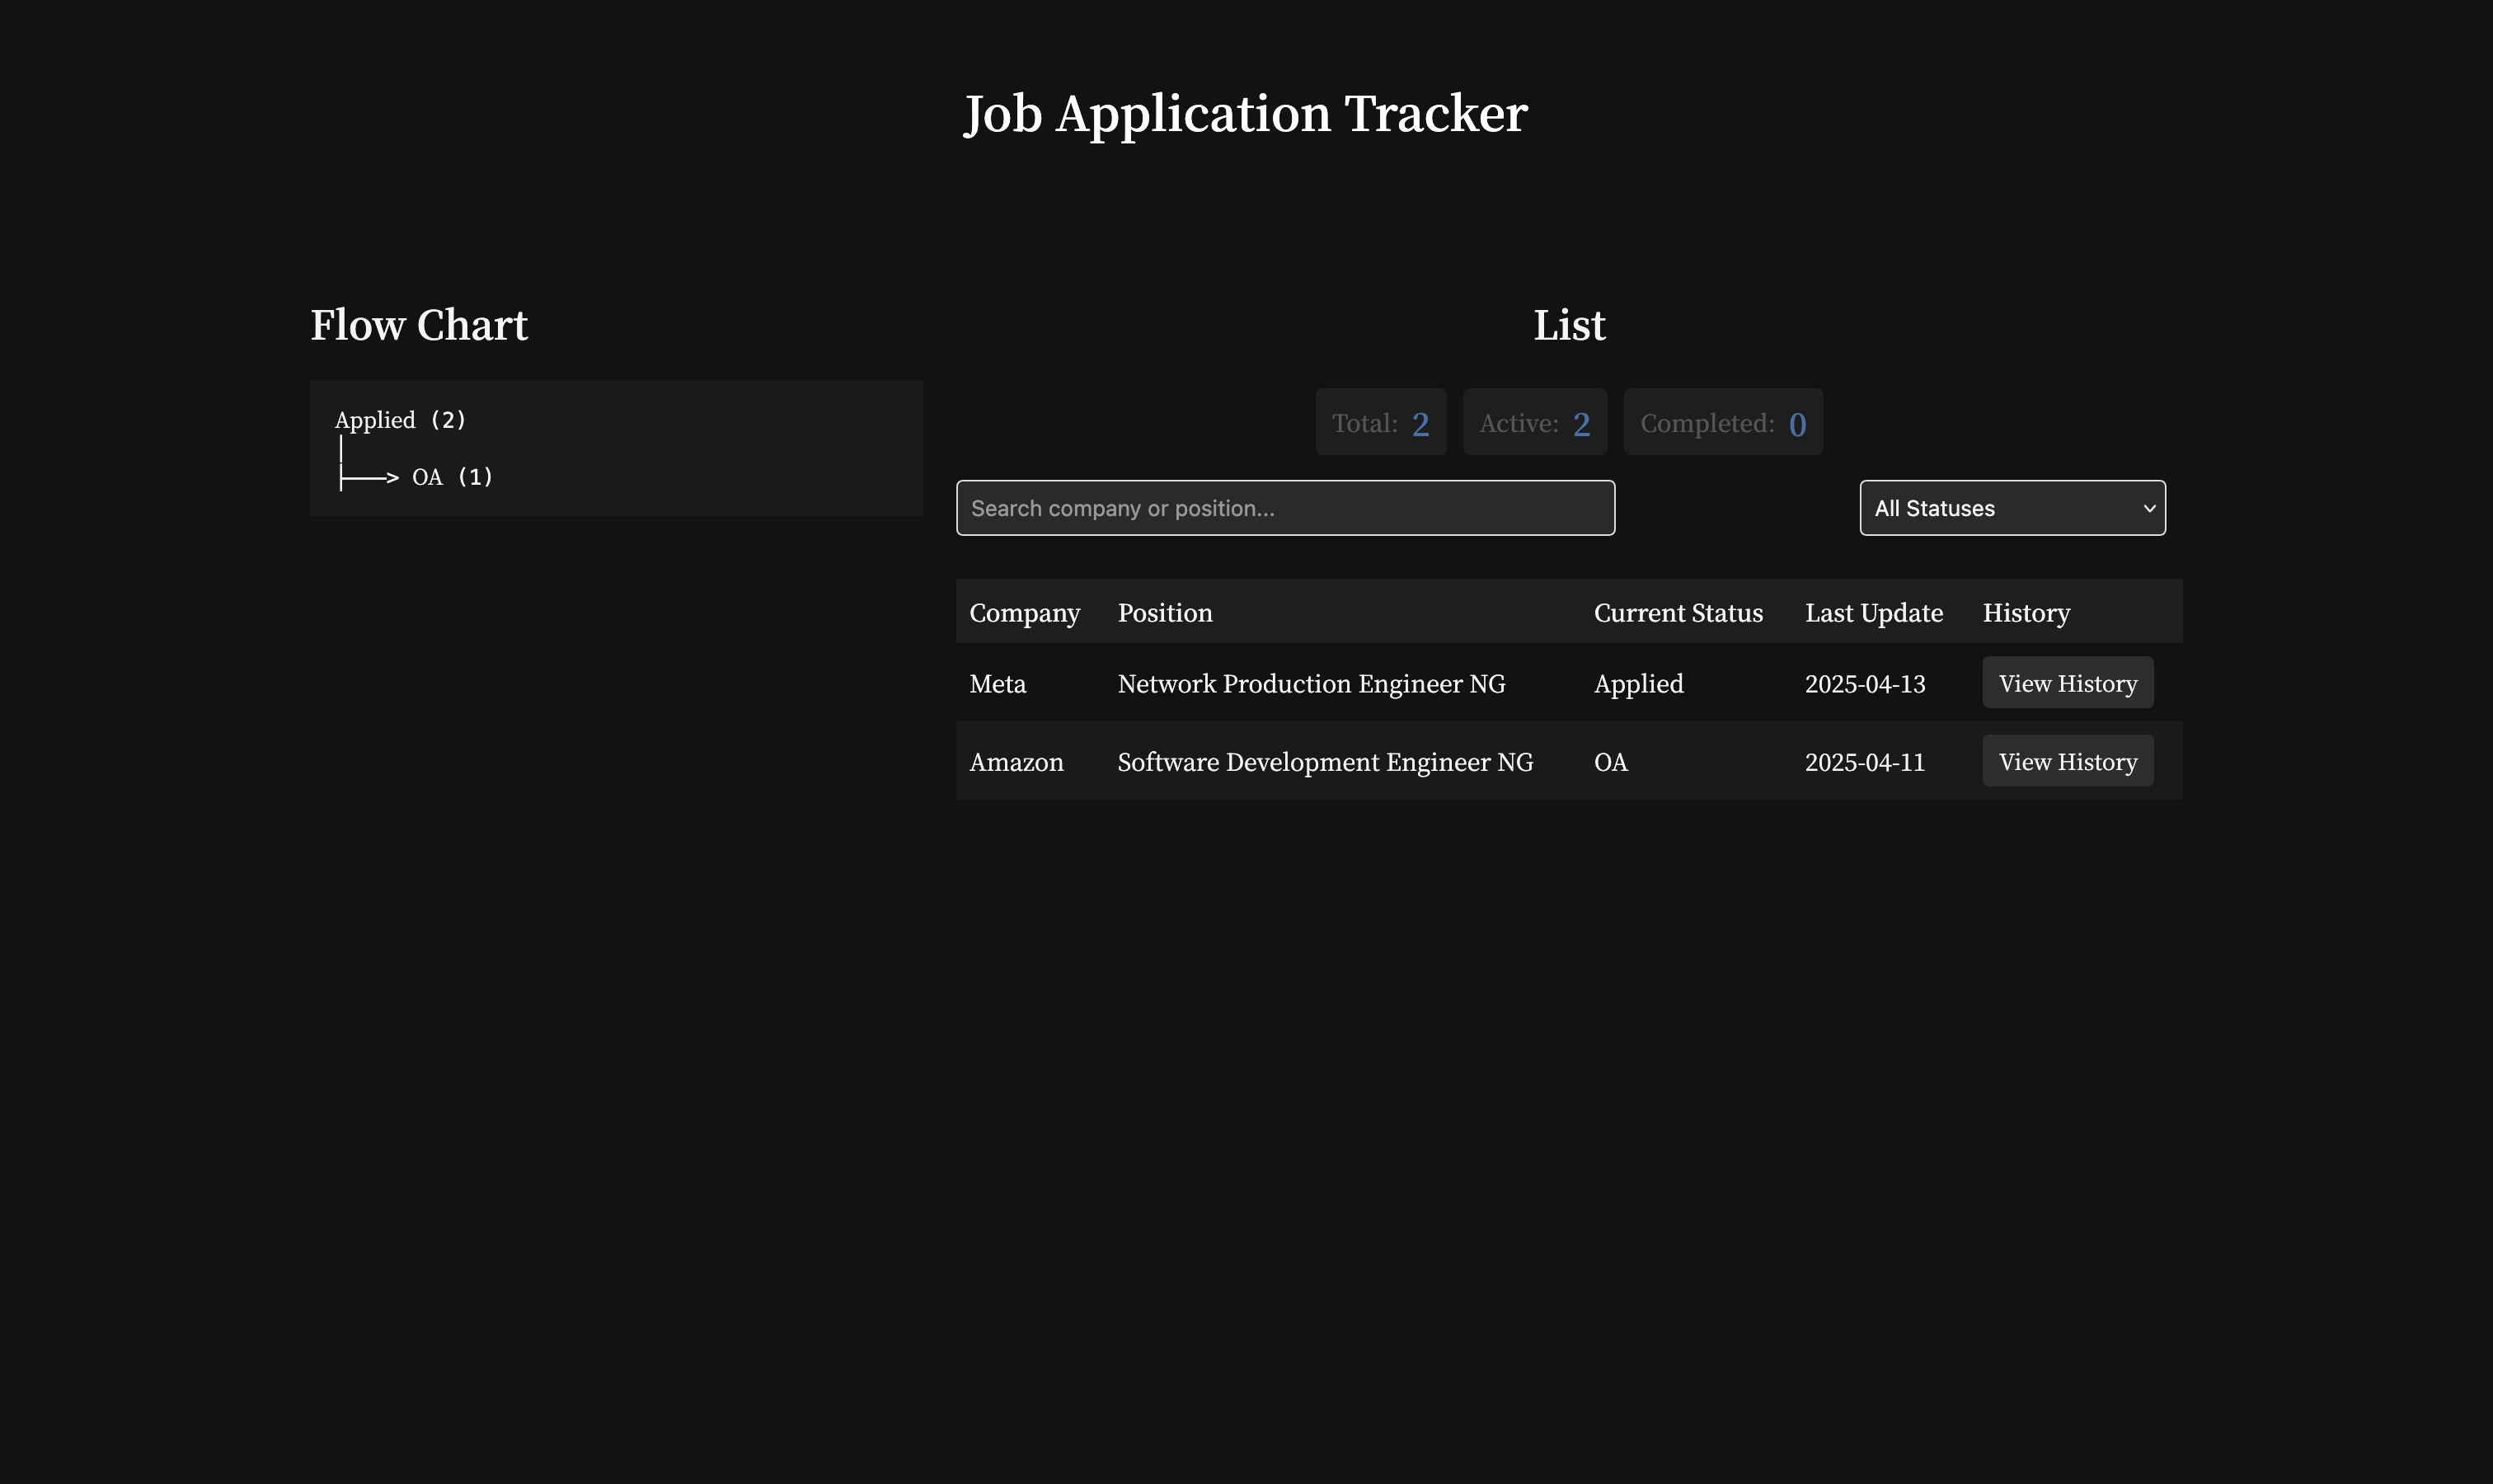 Job Application Tracker
Flow Chart
Applied (2)
│
├───> OA (1)
List
Total: 2 Active: 2 Completed: 0
Search company or position...
All Statuses
Company Position Current Status Last Update History
Meta Network Production Engineer NG Applied 2025-04-13 View History
Amazon Software Development Engineer NG OA 2025-04-11 View History